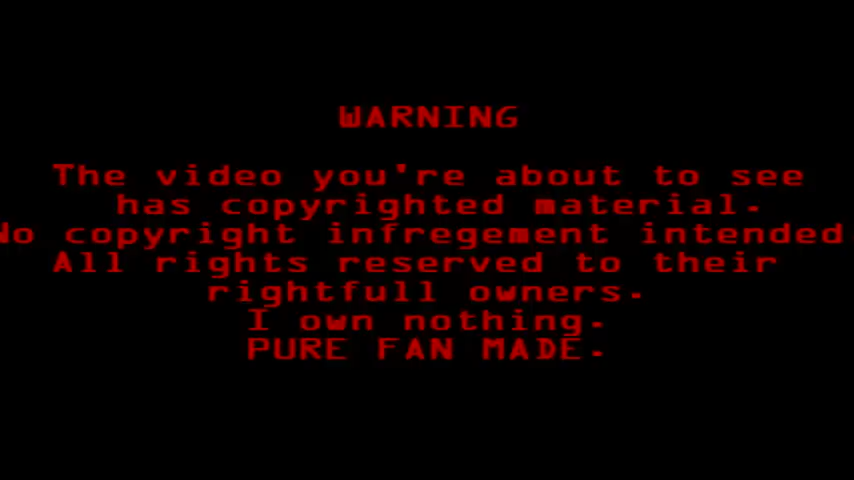 WARNING
The video you're about to see
has copyrighted material.
No copyright infregement intended
All rights reserved to their
rightfull owners.
I own nothing.
PURE FAN MADE.